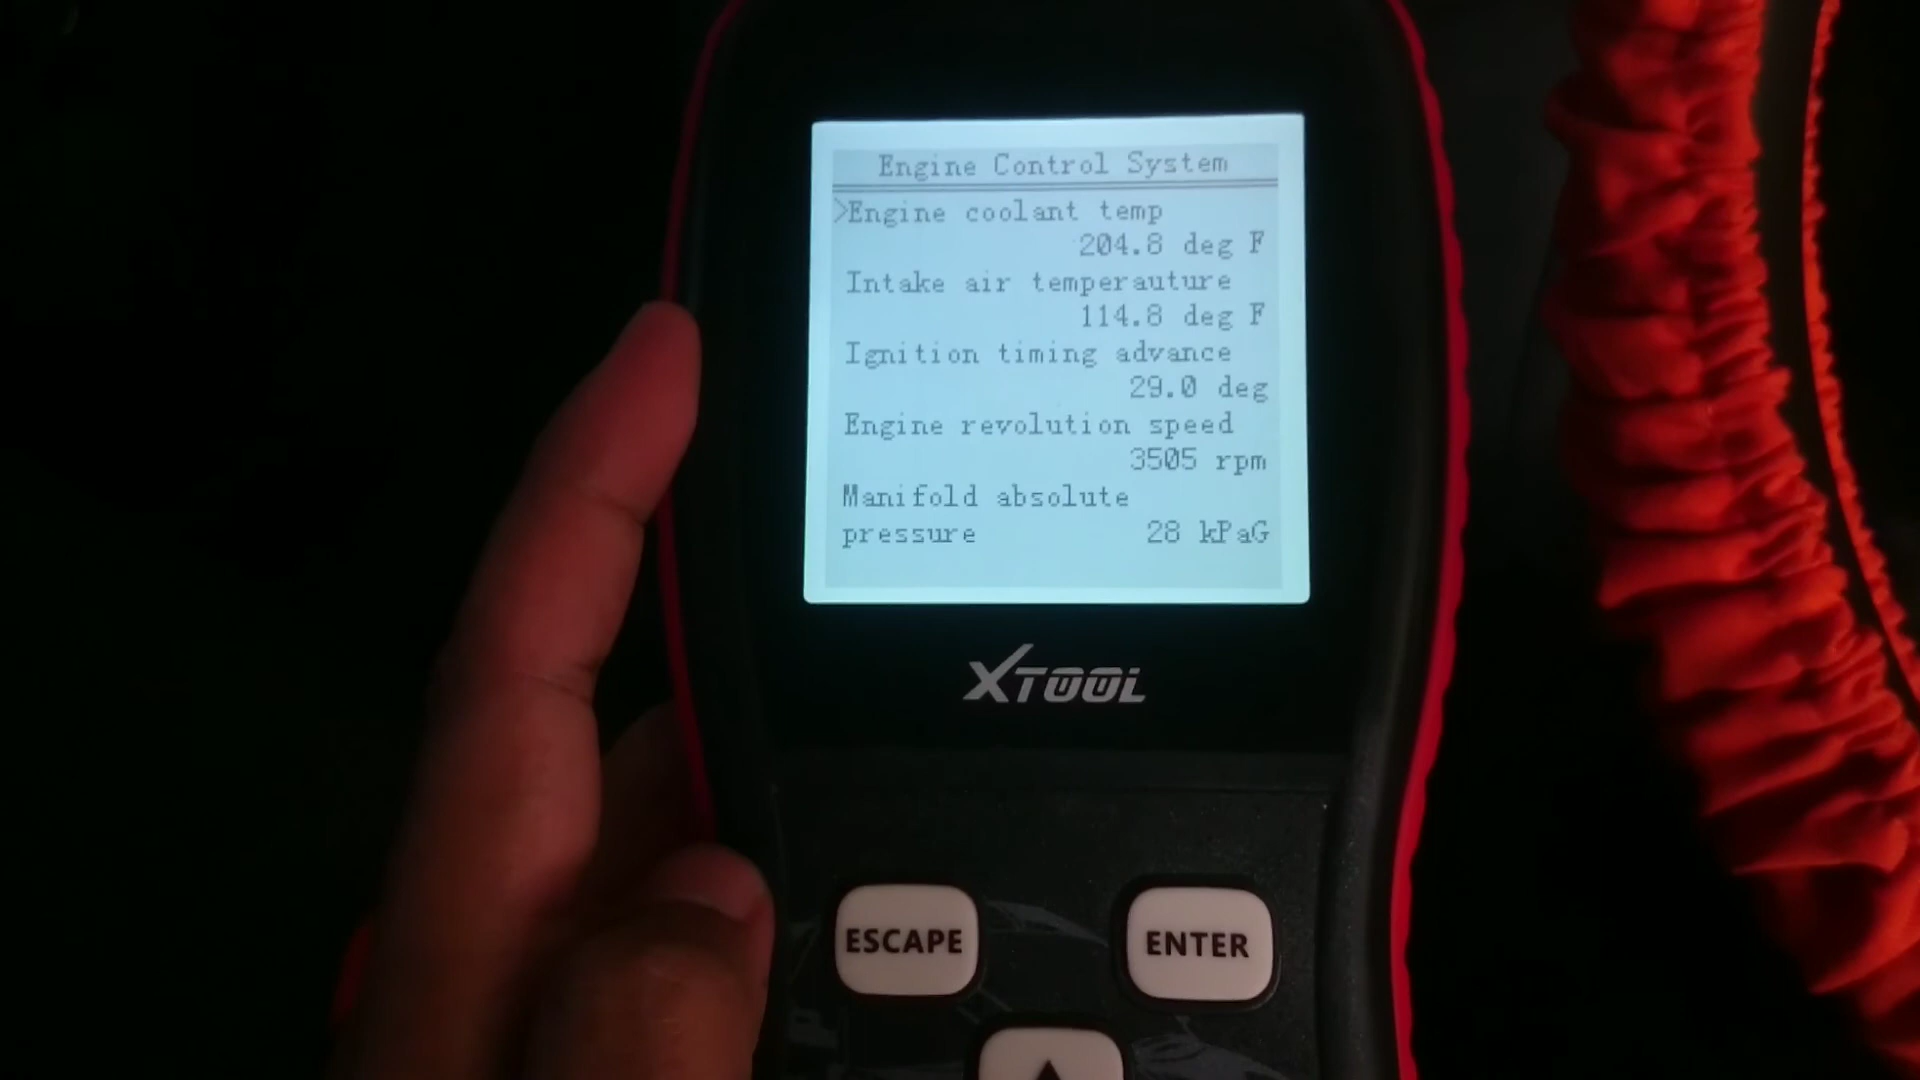 Engine Control System
>Engine coolant temp
204.8 deg F
Intake air temperauture
114.8 deg F
Ignition timing advance
29.0 deg
Engine revolution speed
3505 rpm
Manifold absolute
pressure 28 kPaG
XTOOL
ESCAPE ENTER